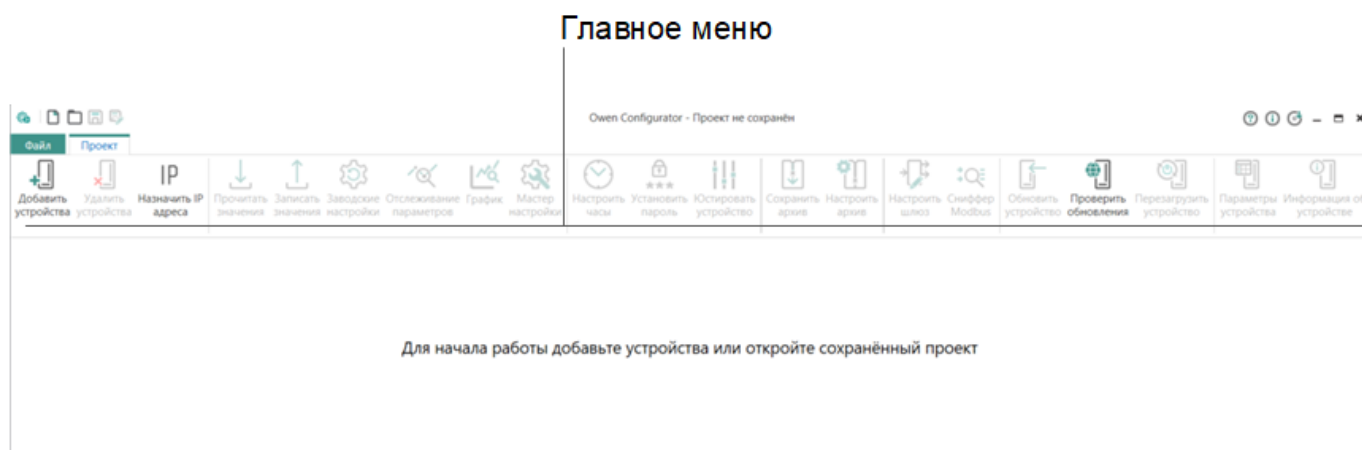 Главное меню
Owen Configurator - Проект не сохранён
Файл Проект
Добавить Удалить Назначить IP Прочитать Записать Заводские Отслеживание График Мастер Настроить Установить Юстировать Сохранить Настроить Настроить Сниффер Обновить Проверить Перезагрузить Параметры Информация об
устройства устройства адреса значения значения настройки параметров настройки часы пароль устройство архив архив шлюз Modbus устройство обновления устройство устройства устройстве
Для начала работы добавьте устройства или откройте сохранённый проект